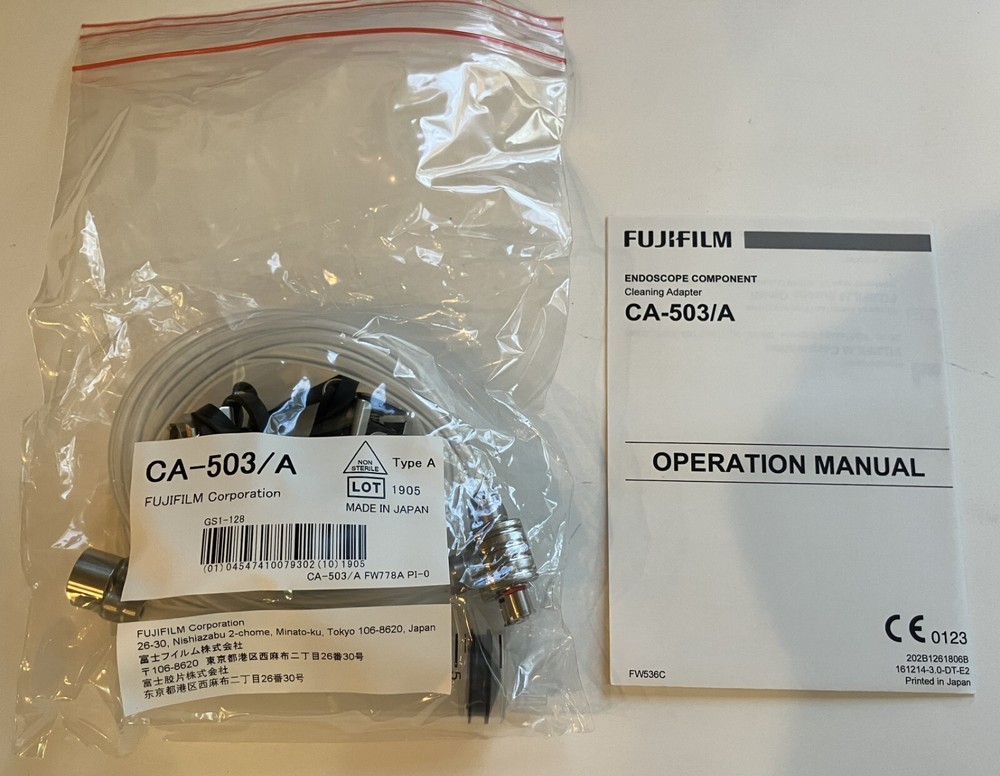 CA-503/A
NON
STERILE
Type A
LOT 1905
FUJIFILM Corporation
MADE IN JAPAN
GS1-128
(01)04547410079302(10)1905
CA-503/A FW778A PI-0
FUJIFILM Corporation
26-30, Nishiazabu 2-chome, Minato-ku, Tokyo 106-8620, Japan
富士フイルム株式会社
〒106-8620 東京都港区西麻布二丁目26番30号
富士胶片株式会社
东京都港区西麻布二丁目26番30号
FUJIFILM
ENDOSCOPE COMPONENT
Cleaning Adapter
CA-503/A
OPERATION MANUAL
CE 0123
202B1261806B
161214-3.0-DT-E2
FW536C
Printed in Japan